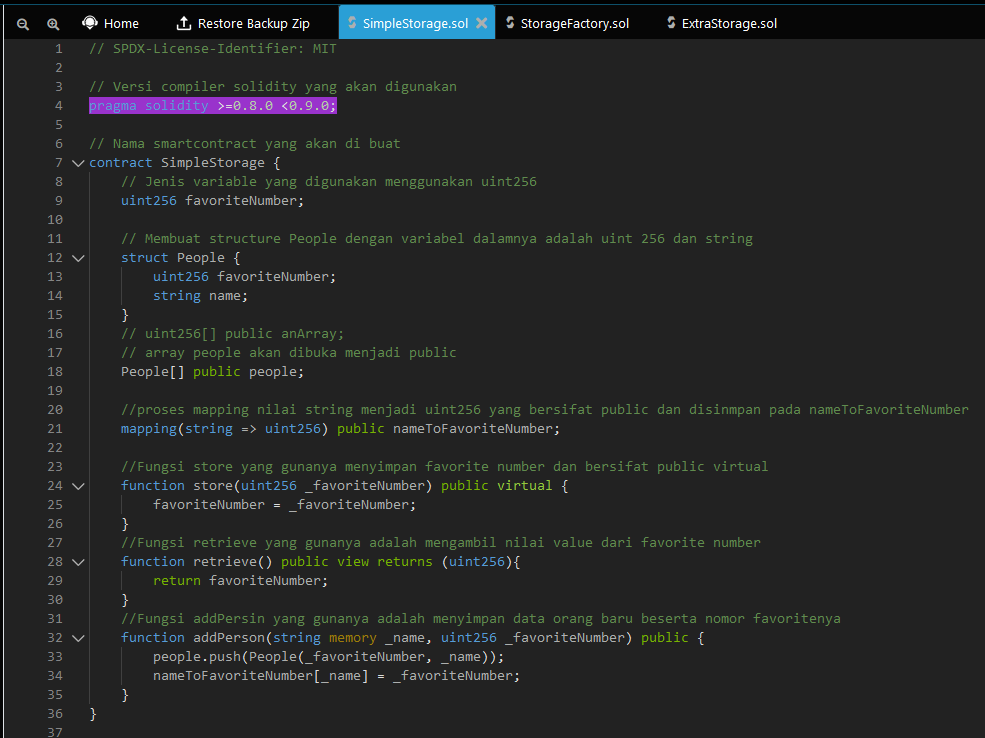 Home Restore Backup Zip SimpleStorage.sol StorageFactory.sol ExtraStorage.sol
1 // SPDX-License-Identifier: MIT
2
3 // Versi compiler solidity yang akan digunakan
4 pragma solidity >=0.8.0 <0.9.0;
5
6 // Nama smartcontract yang akan di buat
7 contract SimpleStorage {
8 // Jenis variable yang digunakan menggunakan uint256
9 uint256 favoriteNumber;
10
11 // Membuat structure People dengan variabel dalamnya adalah uint 256 dan string
12 struct People {
13 uint256 favoriteNumber;
14 string name;
15 }
16 // uint256[] public anArray;
17 // array people akan dibuka menjadi public
18 People[] public people;
19
20 //proses mapping nilai string menjadi uint256 yang bersifat public dan disinmpan pada nameToFavoriteNumber
21 mapping(string => uint256) public nameToFavoriteNumber;
22
23 //Fungsi store yang gunanya menyimpan favorite number dan bersifat public virtual
24 function store(uint256 _favoriteNumber) public virtual {
25 favoriteNumber = _favoriteNumber;
26 }
27 //Fungsi retrieve yang gunanya adalah mengambil nilai value dari favorite number
28 function retrieve() public view returns (uint256){
29 return favoriteNumber;
30 }
31 //Fungsi addPersin yang gunanya adalah menyimpan data orang baru beserta nomor favoritenya
32 function addPerson(string memory _name, uint256 _favoriteNumber) public {
33 people.push(People(_favoriteNumber, _name));
34 nameToFavoriteNumber[_name] = _favoriteNumber;
35 }
36 }
37